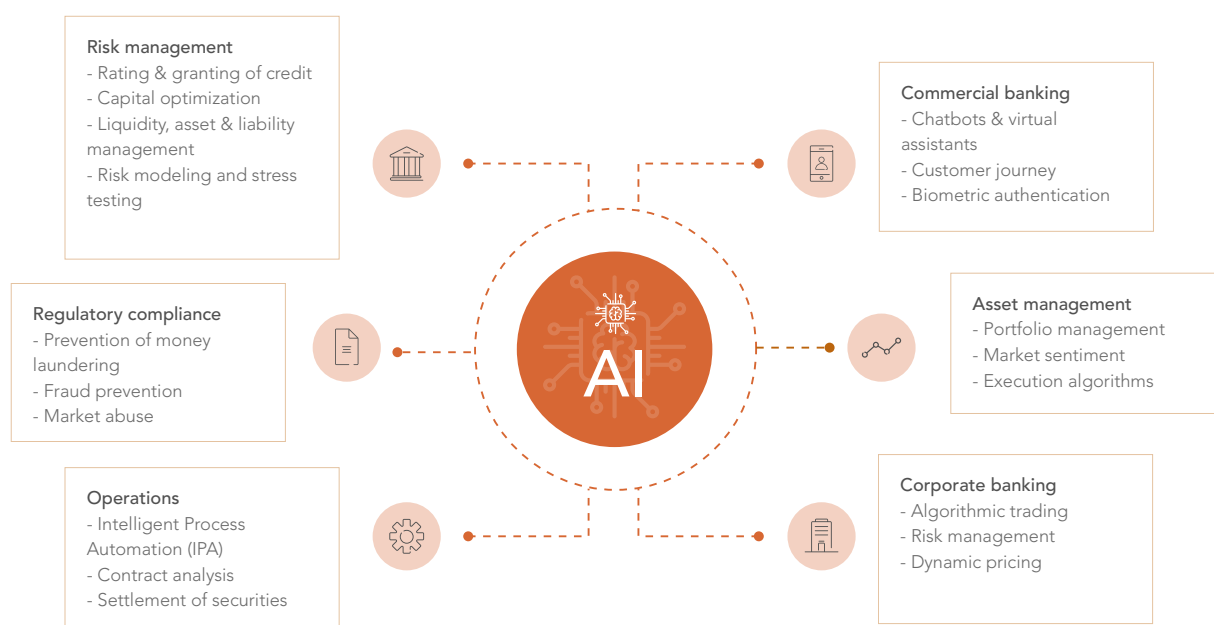 Risk management
- Rating & granting of credit
- Capital optimization
- Liquidity, asset & liability
management
- Risk modeling and stress
testing
Regulatory compliance
- Prevention of money
laundering
- Fraud prevention
- Market abuse
Operations
- Intelligent Process
Automation (IPA)
- Contract analysis
- Settlement of securities
AI
Commercial banking
- Chatbots & virtual
assistants
- Customer journey
- Biometric authentication
Asset management
- Portfolio management
- Market sentiment
- Execution algorithms
Corporate banking
- Algorithmic trading
- Risk management
- Dynamic pricing